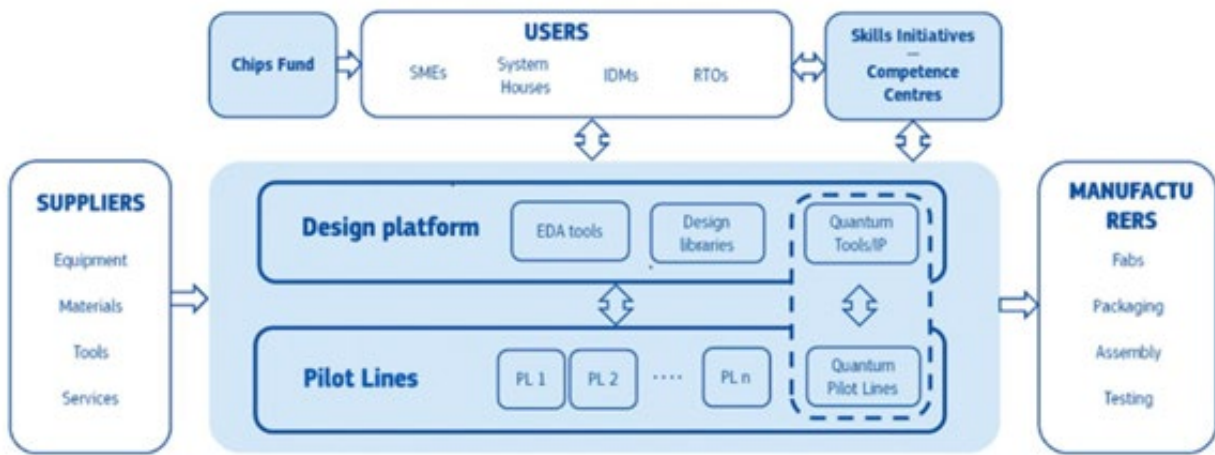 Chips Fund
USERS
SMEs
System
Houses
IDMs
RTOs
Skills Initiatives
—
Competence
Centres
SUPPLIERS
Equipment
Materials
Tools
Services
Design platform
EDA tools
Design
libraries
Quantum
Tools/IP
Pilot Lines
PL 1
PL 2
....
PL n
Quantum
Pilot Lines
MANUFACTU
RERS
Fabs
Packaging
Assembly
Testing